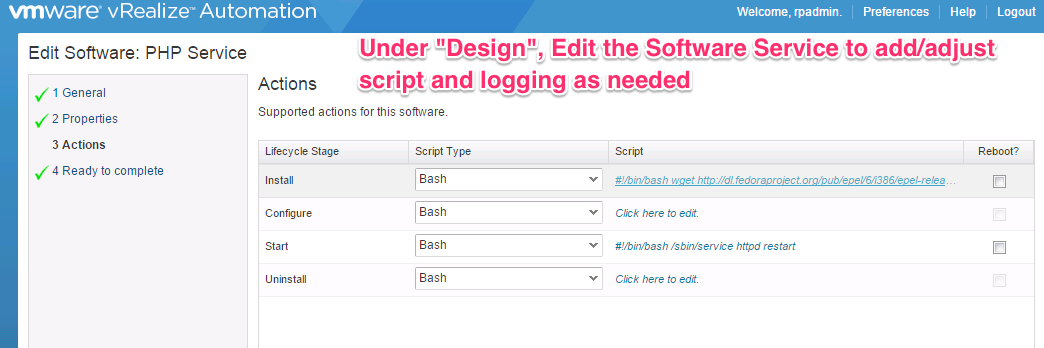 vmware® vRealize™ Automation
Welcome, rpadmin. Preferences Help Logout
Edit Software: PHP Service
Under "Design", Edit the Software Service to add/adjust
script and logging as needed
1 General
2 Properties
3 Actions
4 Ready to complete
Actions
Supported actions for this software.
Lifecycle Stage Script Type Script Reboot?
Install Bash #!/bin/bash wget http://dl.fedoraproject.org/pub/epel/6/i386/epel-relea...
Configure Bash Click here to edit.
Start Bash #!/bin/bash /sbin/service httpd restart
Uninstall Bash Click here to edit.